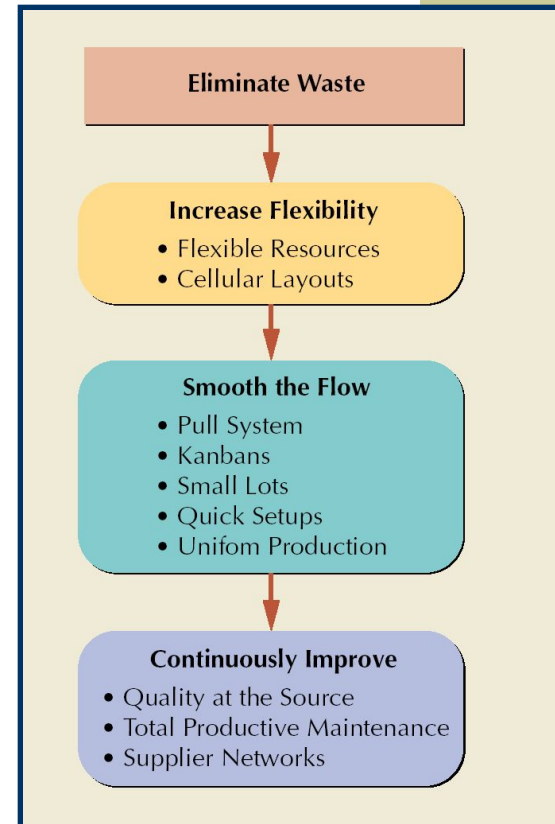 Eliminate Waste
Increase Flexibility
• Flexible Resources
• Cellular Layouts
Smooth the Flow
• Pull System
• Kanbans
• Small Lots
• Quick Setups
• Unifom Production
Continuously Improve
• Quality at the Source
• Total Productive Maintenance
• Supplier Networks